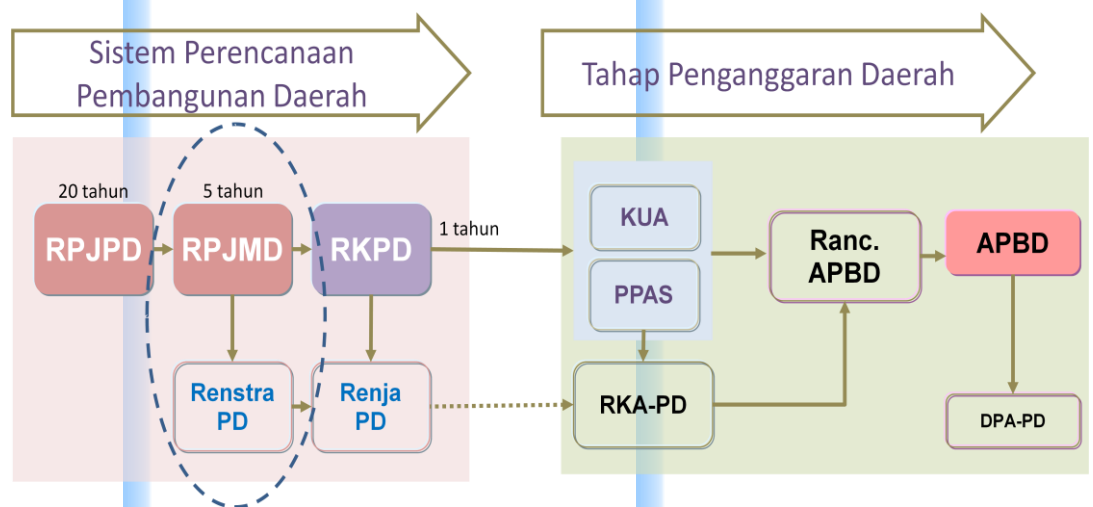 Sistem Perencanaan
Pembangunan Daerah
Tahap Penganggaran Daerah
20 tahun
5 tahun
RPJPD
RPJMD
RKPD
1 tahun
KUA
PPAS
Ranc.
APBD
APBD
Renstra
PD
Renja
PD
RKA-PD
DPA-PD